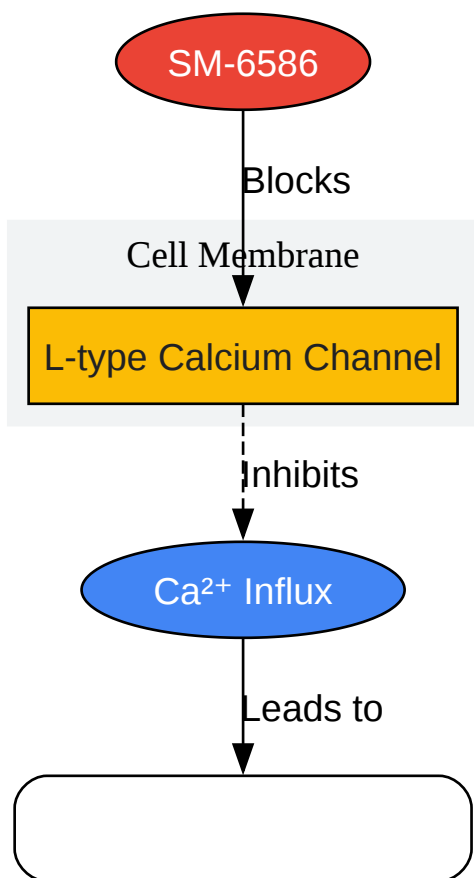 SM-6586
Blocks
Cell Membrane
L-type Calcium Channel
Inhibits
Ca²⁺ Influx
Leads to